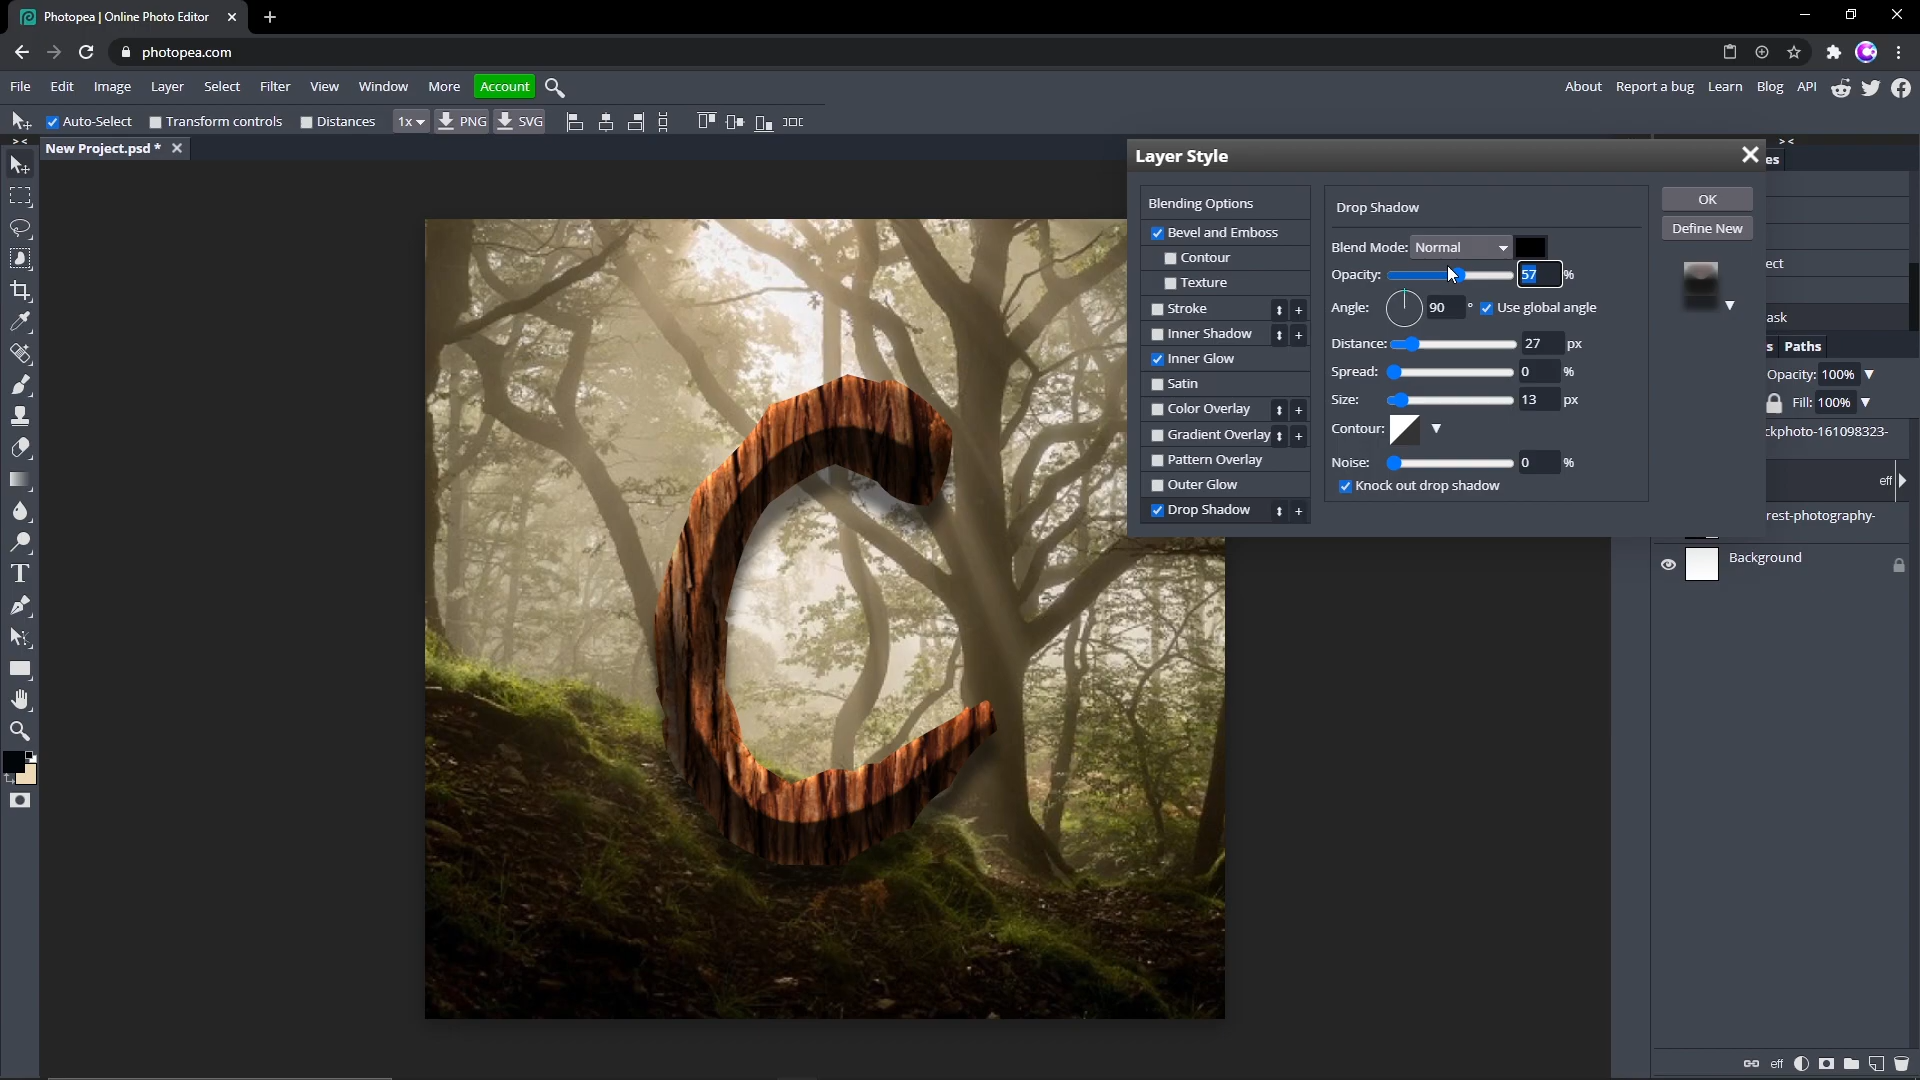 Photopea | Online Photo Editor
photopea.com
File Edit Image Layer Select Filter View Window More Account
About Report a bug Learn Blog API
Auto-Select Transform controls Distances 1x PNG SVG
New Project.psd *
Layer Style
es
Blending Options
Bevel and Emboss
Contour
Texture
Stroke
Inner Shadow
Inner Glow
Satin
Color Overlay
Gradient Overlay
Pattern Overlay
Outer Glow
Drop Shadow
Drop Shadow
Blend Mode: Normal
Opacity: 57 %
Angle: 90 ° Use global angle
Distance: 27 px
Spread: 0 %
Size: 13 px
Contour:
Noise: 0 %
Knock out drop shadow
OK
Define New
ect
ask
s Paths
Opacity: 100%
Fill: 100%
ckphoto-161098323-
eff
rest-photography-
Background
eff